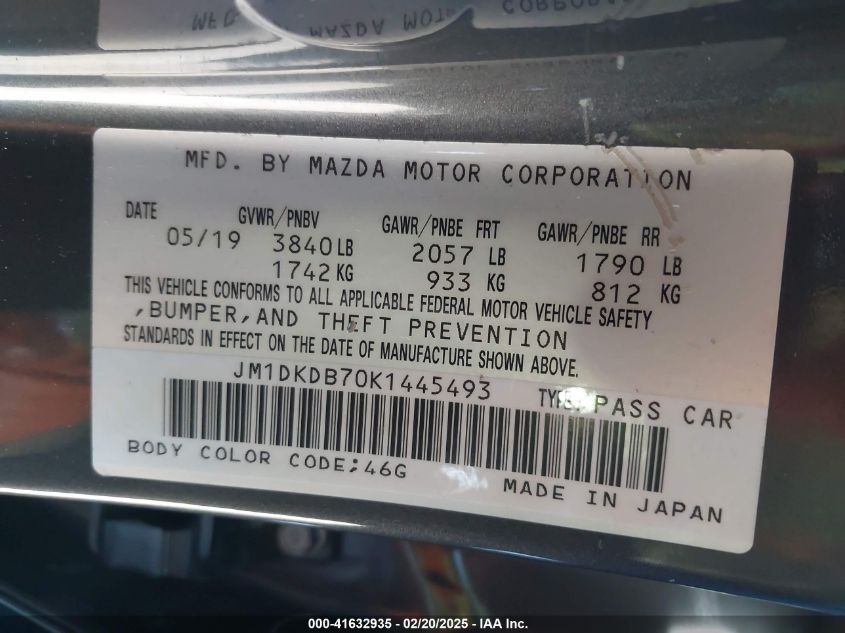 MFD. BY MAZDA MOTOR CORPORATION
DATE GVWR/PNBV GAWR/PNBE FRT GAWR/PNBE RR
05/19 3840 LB 2057 LB 1790 LB
1742 KG 933 KG 812 KG
THIS VEHICLE CONFORMS TO ALL APPLICABLE FEDERAL MOTOR VEHICLE SAFETY
,BUMPER,AND THEFT PREVENTION
STANDARDS IN EFFECT ON THE DATE OF MANUFACTURE SHOWN ABOVE.
JM1DKDB70K1445493 TYPE:PASS CAR
BODY COLOR CODE;46G
MADE IN JAPAN
000-41632935 - 02/20/2025 - IAA Inc.